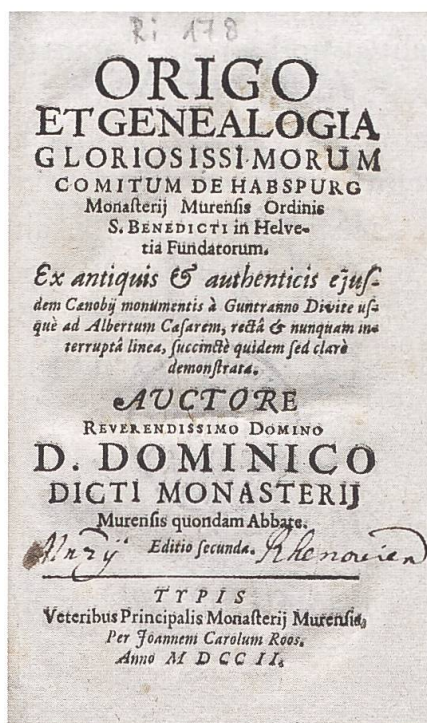 Ri 178
ORIGO
ET GENEALOGIA
GLORIOSISSIMORUM
COMITUM DE HABSPURG
Monaſterij Murenſis Ordinis
S. BENEDICTI in Helve-
tia Fundatorum.
Ex antiquis & authenticis ejuſ-
dem Cænobij monumentis à Guntranno Divite uſ-
què ad Albertum Cæſarem, rectâ & nunquam in-
terruptâ linea, ſuccinctè quidem ſed clarè
demonſtrata.
AUCTORE
REVERENDISSIMO DOMINO
D. DOMINICO
DICTI MONASTERIJ
Murenſis quondam Abbate.
Editio ſecunda.
TYPIS
Veteribus Principalis Monaſterij Murenſis,
Per Joannem Carolum Roos.
Anno M D CC II.